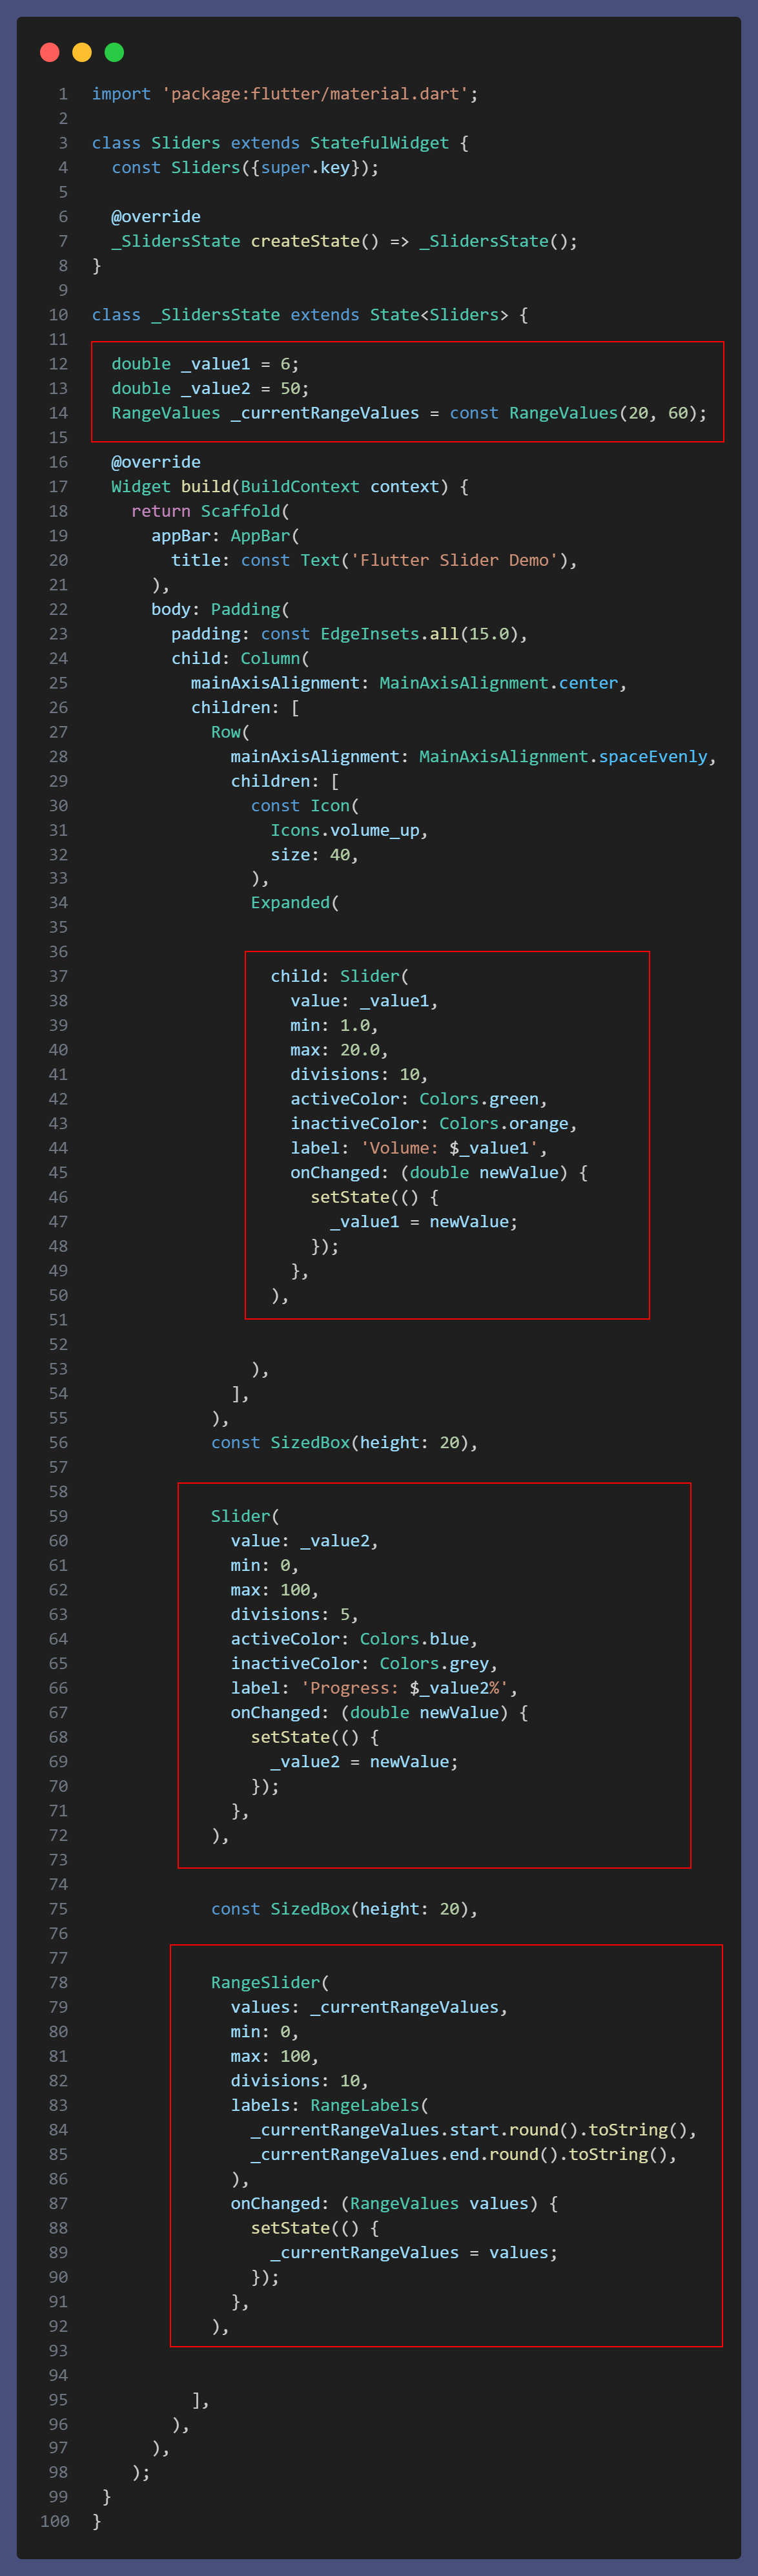 1 import 'package:flutter/material.dart';
2
3 class Sliders extends StatefulWidget {
4   const Sliders({super.key});
5
6   @override
7   _SlidersState createState() => _SlidersState();
8 }
9
10 class _SlidersState extends State<Sliders> {
11
12   double _value1 = 6;
13   double _value2 = 50;
14   RangeValues _currentRangeValues = const RangeValues(20, 60);
15
16   @override
17   Widget build(BuildContext context) {
18     return Scaffold(
19       appBar: AppBar(
20         title: const Text('Flutter Slider Demo'),
21       ),
22       body: Padding(
23         padding: const EdgeInsets.all(15.0),
24         child: Column(
25           mainAxisAlignment: MainAxisAlignment.center,
26           children: [
27             Row(
28               mainAxisAlignment: MainAxisAlignment.spaceEvenly,
29               children: [
30                 const Icon(
31                   Icons.volume_up,
32                   size: 40,
33                 ),
34                 Expanded(
35
36
37                   child: Slider(
38                     value: _value1,
39                     min: 1.0,
40                     max: 20.0,
41                     divisions: 10,
42                     activeColor: Colors.green,
43                     inactiveColor: Colors.orange,
44                     label: 'Volume: $_value1',
45                     onChanged: (double newValue) {
46                       setState(() {
47                         _value1 = newValue;
48                       });
49                     },
50                   ),
51
52
53                 ),
54               ],
55             ),
56             const SizedBox(height: 20),
57
58
59             Slider(
60               value: _value2,
61               min: 0,
62               max: 100,
63               divisions: 5,
64               activeColor: Colors.blue,
65               inactiveColor: Colors.grey,
66               label: 'Progress: $_value2%',
67               onChanged: (double newValue) {
68                 setState(() {
69                   _value2 = newValue;
70                 });
71               },
72             ),
73
74
75             const SizedBox(height: 20),
76
77
78             RangeSlider(
79               values: _currentRangeValues,
80               min: 0,
81               max: 100,
82               divisions: 10,
83               labels: RangeLabels(
84                 _currentRangeValues.start.round().toString(),
85                 _currentRangeValues.end.round().toString(),
86               ),
87               onChanged: (RangeValues values) {
88                 setState(() {
89                   _currentRangeValues = values;
90                 });
91               },
92             ),
93
94
95           ],
96         ),
97       ),
98     );
99  }
100 }